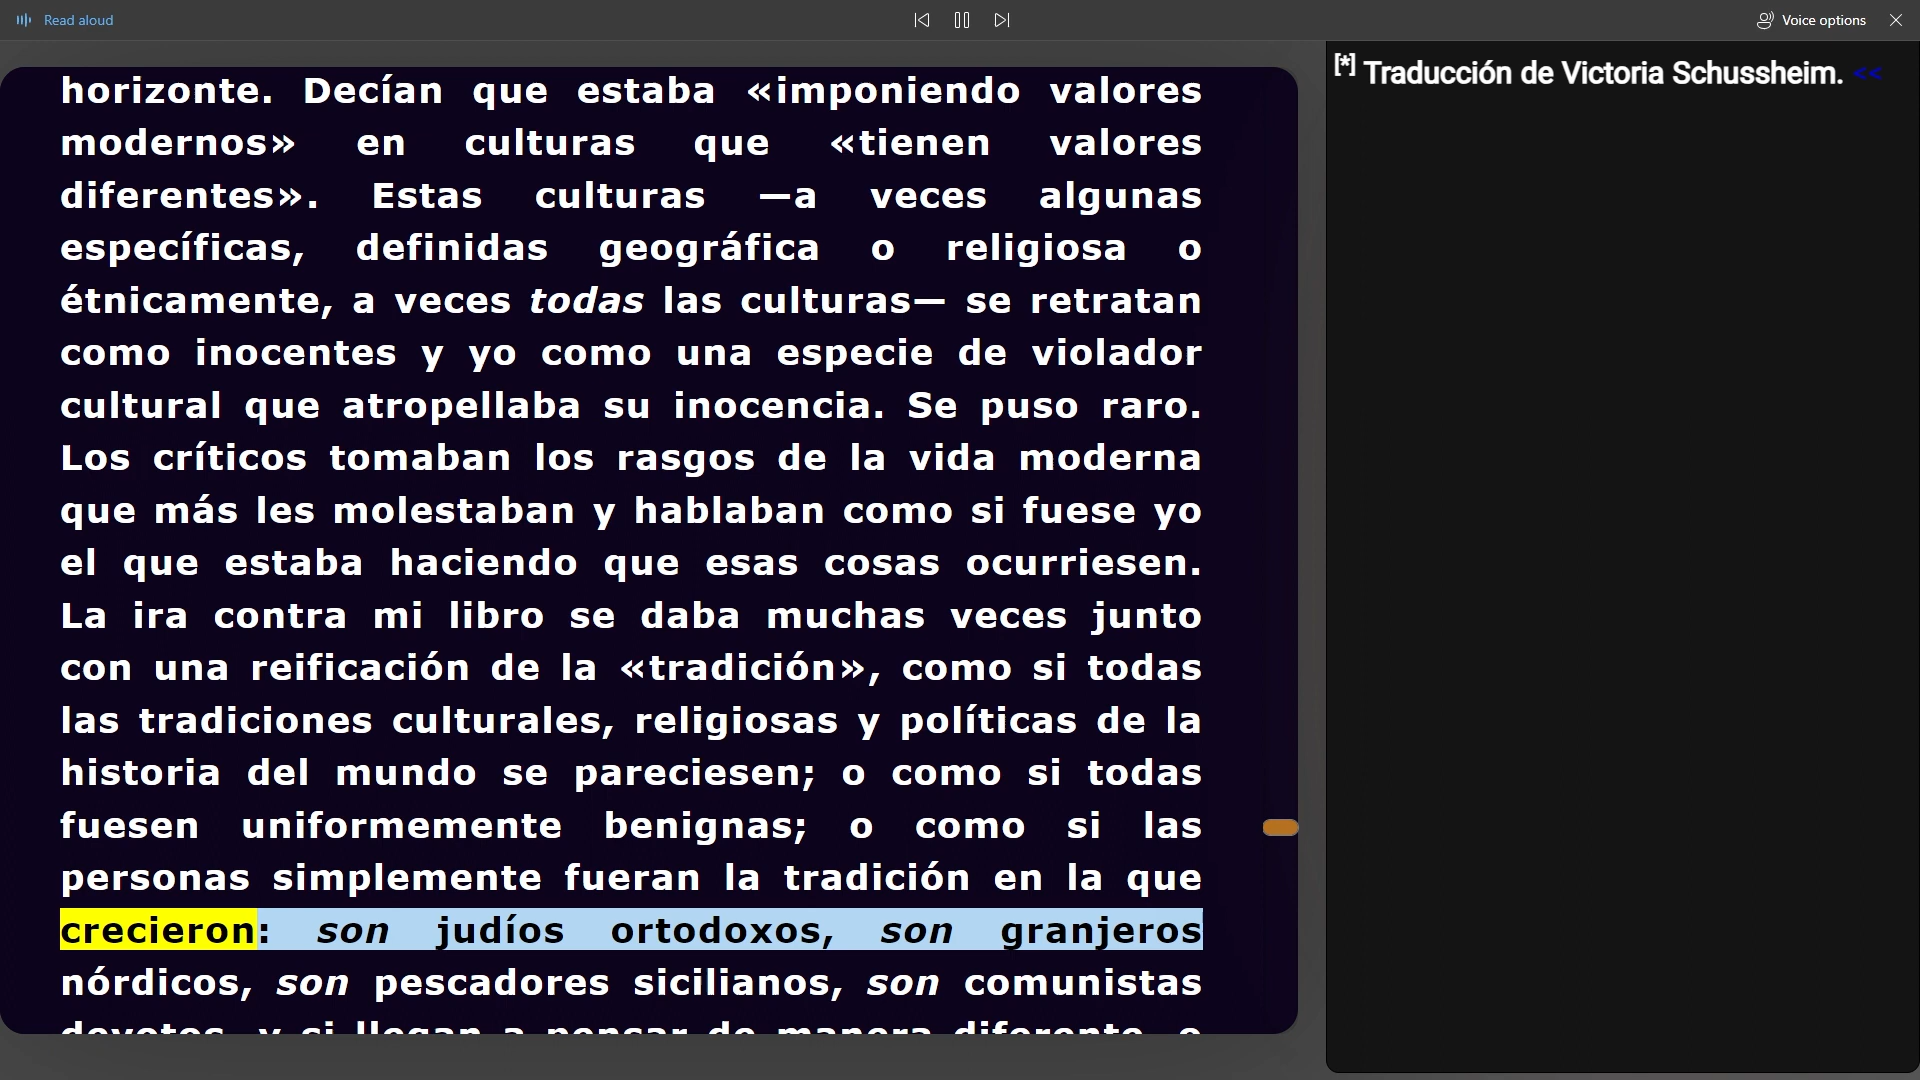 Read aloud
Voice options
horizonte. Decían que estaba «imponiendo valores
modernos» en culturas que «tienen valores
diferentes». Estas culturas —a veces algunas
específicas, definidas geográfica o religiosa o
étnicamente, a veces todas las culturas— se retratan
como inocentes y yo como una especie de violador
cultural que atropellaba su inocencia. Se puso raro.
Los críticos tomaban los rasgos de la vida moderna
que más les molestaban y hablaban como si fuese yo
el que estaba haciendo que esas cosas ocurriesen.
La ira contra mi libro se daba muchas veces junto
con una reificación de la «tradición», como si todas
las tradiciones culturales, religiosas y políticas de la
historia del mundo se pareciesen; o como si todas
fuesen uniformemente benignas; o como si las
personas simplemente fueran la tradición en la que
crecieron: son judíos ortodoxos, son granjeros
nórdicos, son pescadores sicilianos, son comunistas
devotos, y si llegan a pensar de manera diferente, o
[*] Traducción de Victoria Schussheim. <<